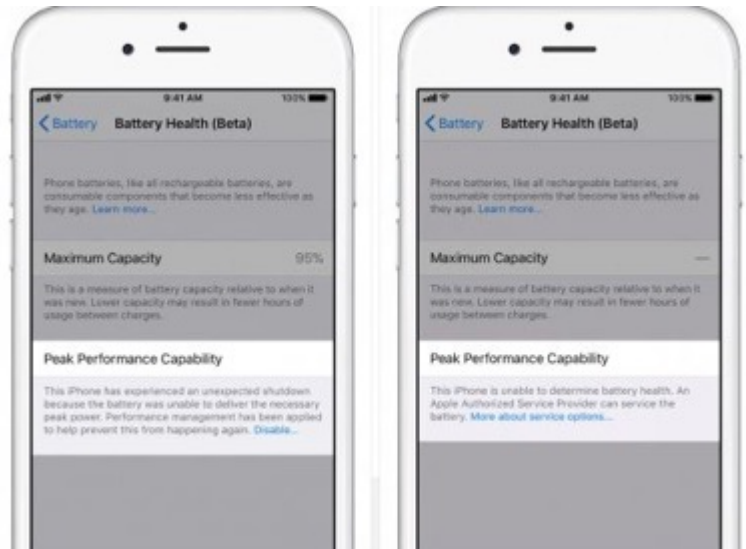 9:41 AM 100%
Battery Battery Health (Beta)
Phone batteries, like all rechargeable batteries, are
consumable components that become less effective as
they age. Learn more...
Maximum Capacity 95%
This is a measure of battery capacity relative to when it
was new. Lower capacity may result in fewer hours of
usage between charges.
Peak Performance Capability
This iPhone has experienced an unexpected shutdown
because the battery was unable to deliver the necessary
peak power. Performance management has been applied
to help prevent this from happening again. Disable...
9:41 AM 100%
Battery Battery Health (Beta)
Phone batteries, like all rechargeable batteries, are
consumable components that become less effective as
they age. Learn more...
Maximum Capacity —
This is a measure of battery capacity relative to when it
was new. Lower capacity may result in fewer hours of
usage between charges.
Peak Performance Capability
This iPhone is unable to determine battery health. An
Apple Authorized Service Provider can service the
battery. More about service options...